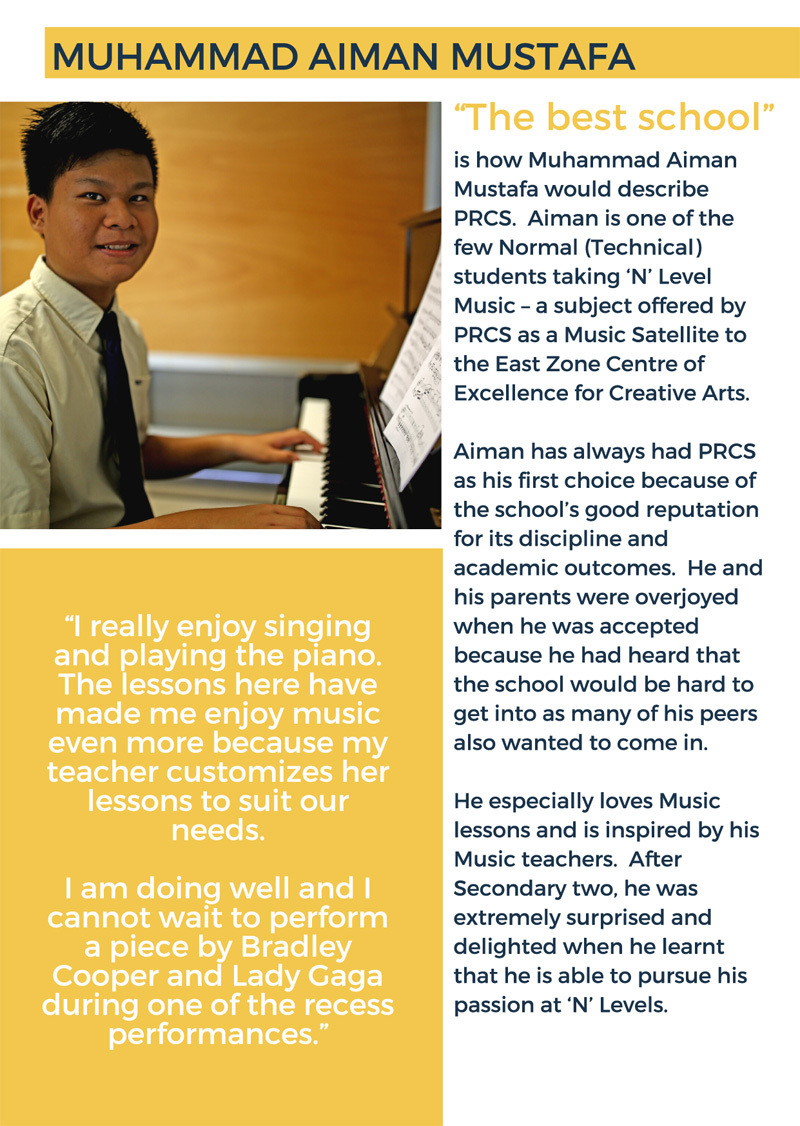 MUHAMMAD AIMAN MUSTAFA
“The best school”
is how Muhammad Aiman
Mustafa would describe
PRCS.  Aiman is one of the
few Normal (Technical)
students taking ‘N’ Level
Music – a subject offered by
PRCS as a Music Satellite to
the East Zone Centre of
Excellence for Creative Arts.
Aiman has always had PRCS
as his first choice because of
the school’s good reputation
for its discipline and
academic outcomes.  He and
his parents were overjoyed
when he was accepted
because he had heard that
the school would be hard to
get into as many of his peers
also wanted to come in.
He especially loves Music
lessons and is inspired by his
Music teachers.  After
Secondary two, he was
extremely surprised and
delighted when he learnt
that he is able to pursue his
passion at ‘N’ Levels.
“I really enjoy singing
and playing the piano.
The lessons here have
made me enjoy music
even more because my
teacher customizes her
lessons to suit our
needs.
I am doing well and I
cannot wait to perform
a piece by Bradley
Cooper and Lady Gaga
during one of the recess
performances.”